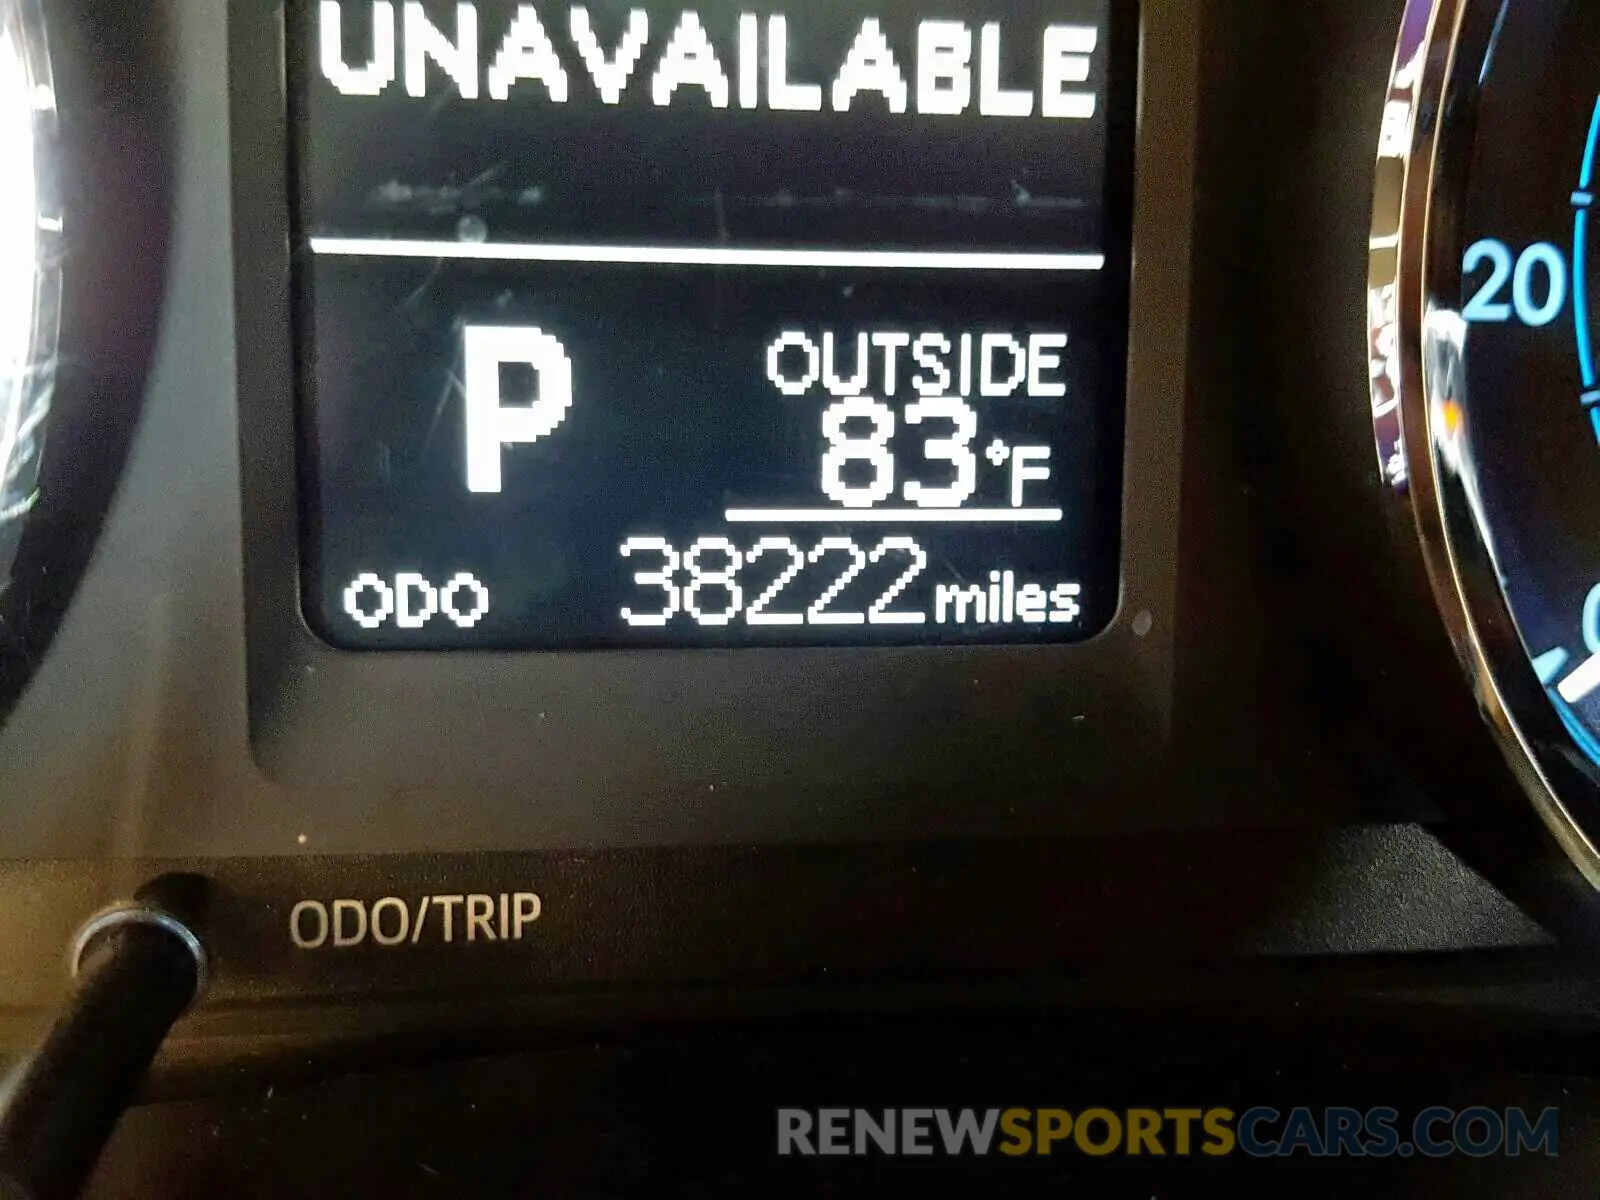 UNAVAILABLE
P
OUTSIDE
83°F
ODO 38222 miles
20
ODO/TRIP
RENEWSPORTSCARS.COM